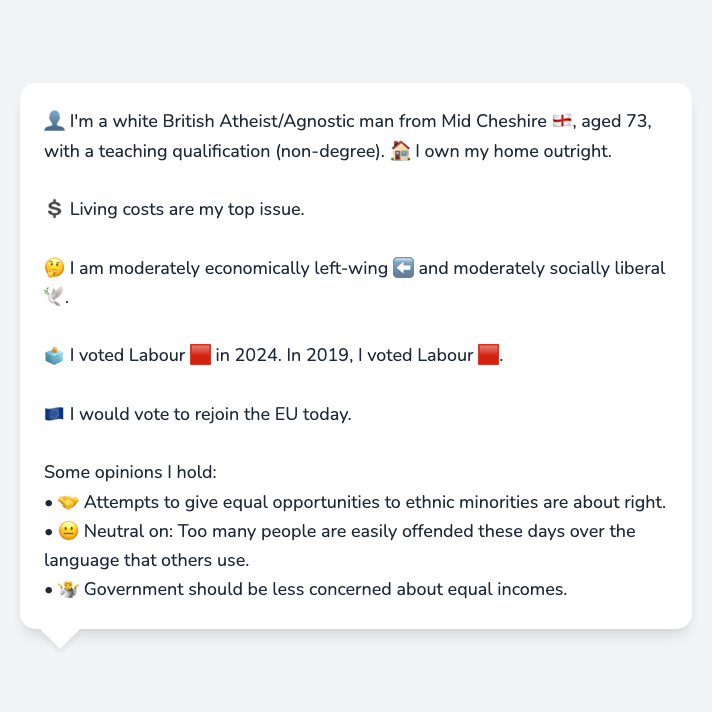 👤 I'm a white British Atheist/Agnostic man from Mid Cheshire 🏴󠁧󠁢󠁥󠁮󠁧󠁿, aged 73,
with a teaching qualification (non-degree). 🏠 I own my home outright.
💲 Living costs are my top issue.
🤔 I am moderately economically left-wing ⬅️ and moderately socially liberal
🕊️.
🗳️ I voted Labour 🟥 in 2024. In 2019, I voted Labour 🟥.
🇪🇺 I would vote to rejoin the EU today.
Some opinions I hold:
• 🤝 Attempts to give equal opportunities to ethnic minorities are about right.
• 😐 Neutral on: Too many people are easily offended these days over the
language that others use.
• 🤷 Government should be less concerned about equal incomes.